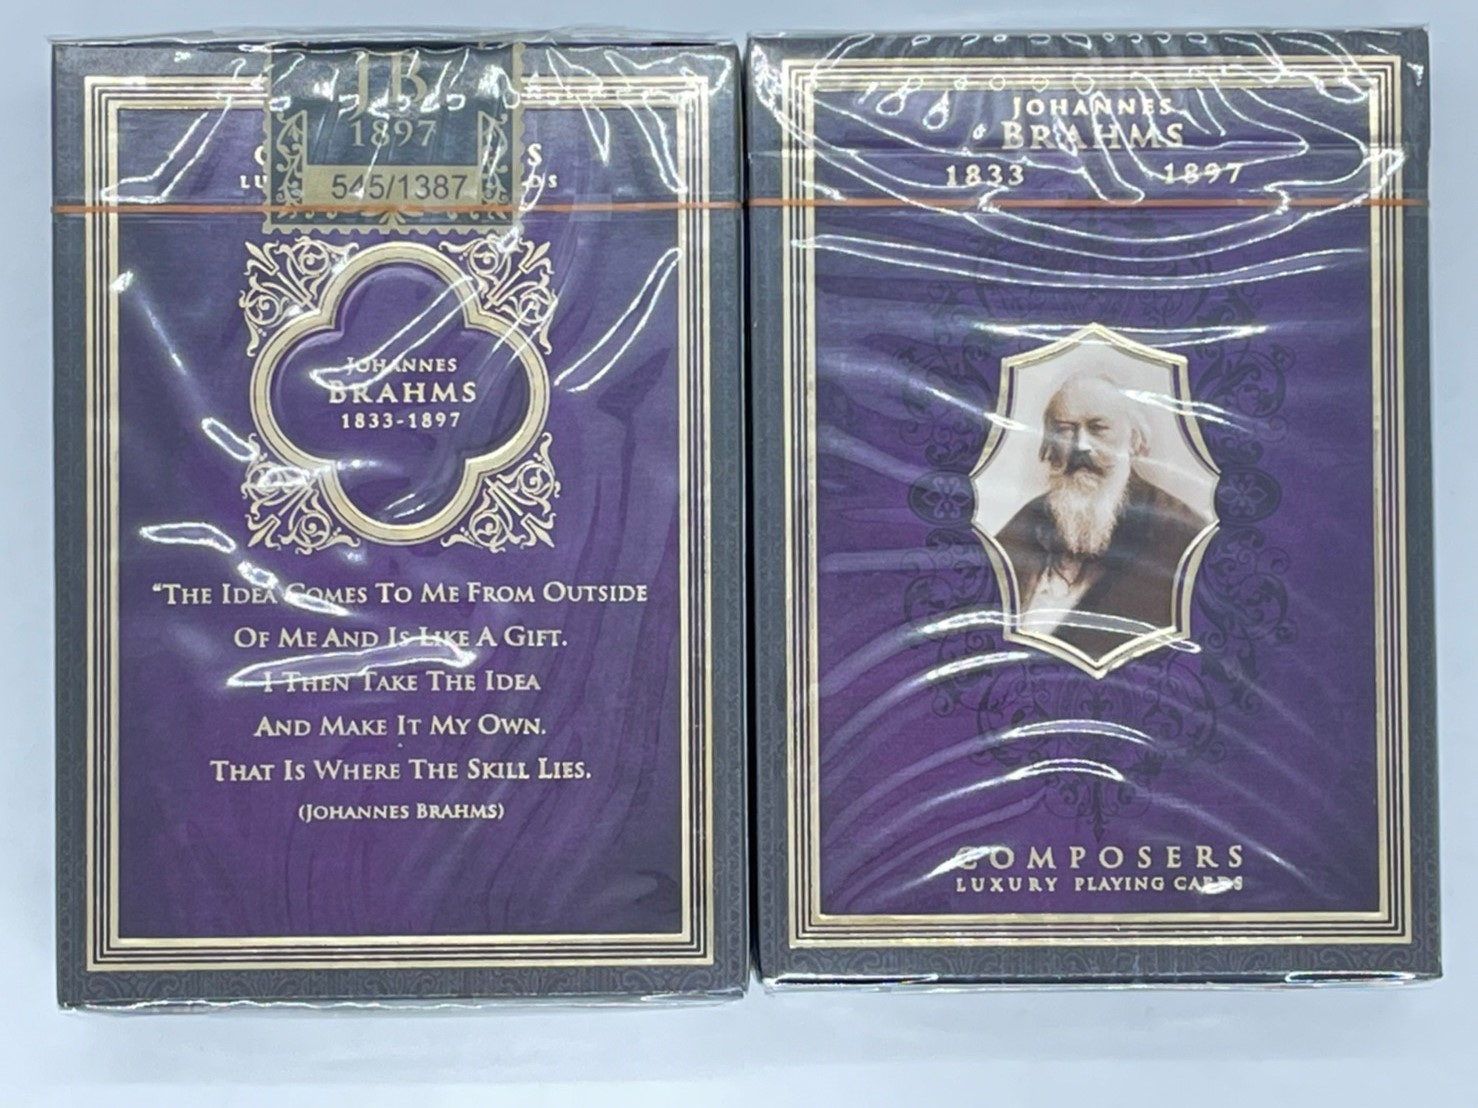 J B
1897
545/1387
JOHANNES
BRAHMS
1833-1897
“THE IDEA COMES TO ME FROM OUTSIDE
OF ME AND IS LIKE A GIFT.
I THEN TAKE THE IDEA
AND MAKE IT MY OWN.
THAT IS WHERE THE SKILL LIES.
(JOHANNES BRAHMS)
JOHANNES
BRAHMS
1833 1897
COMPOSERS
LUXURY PLAYING CARDS